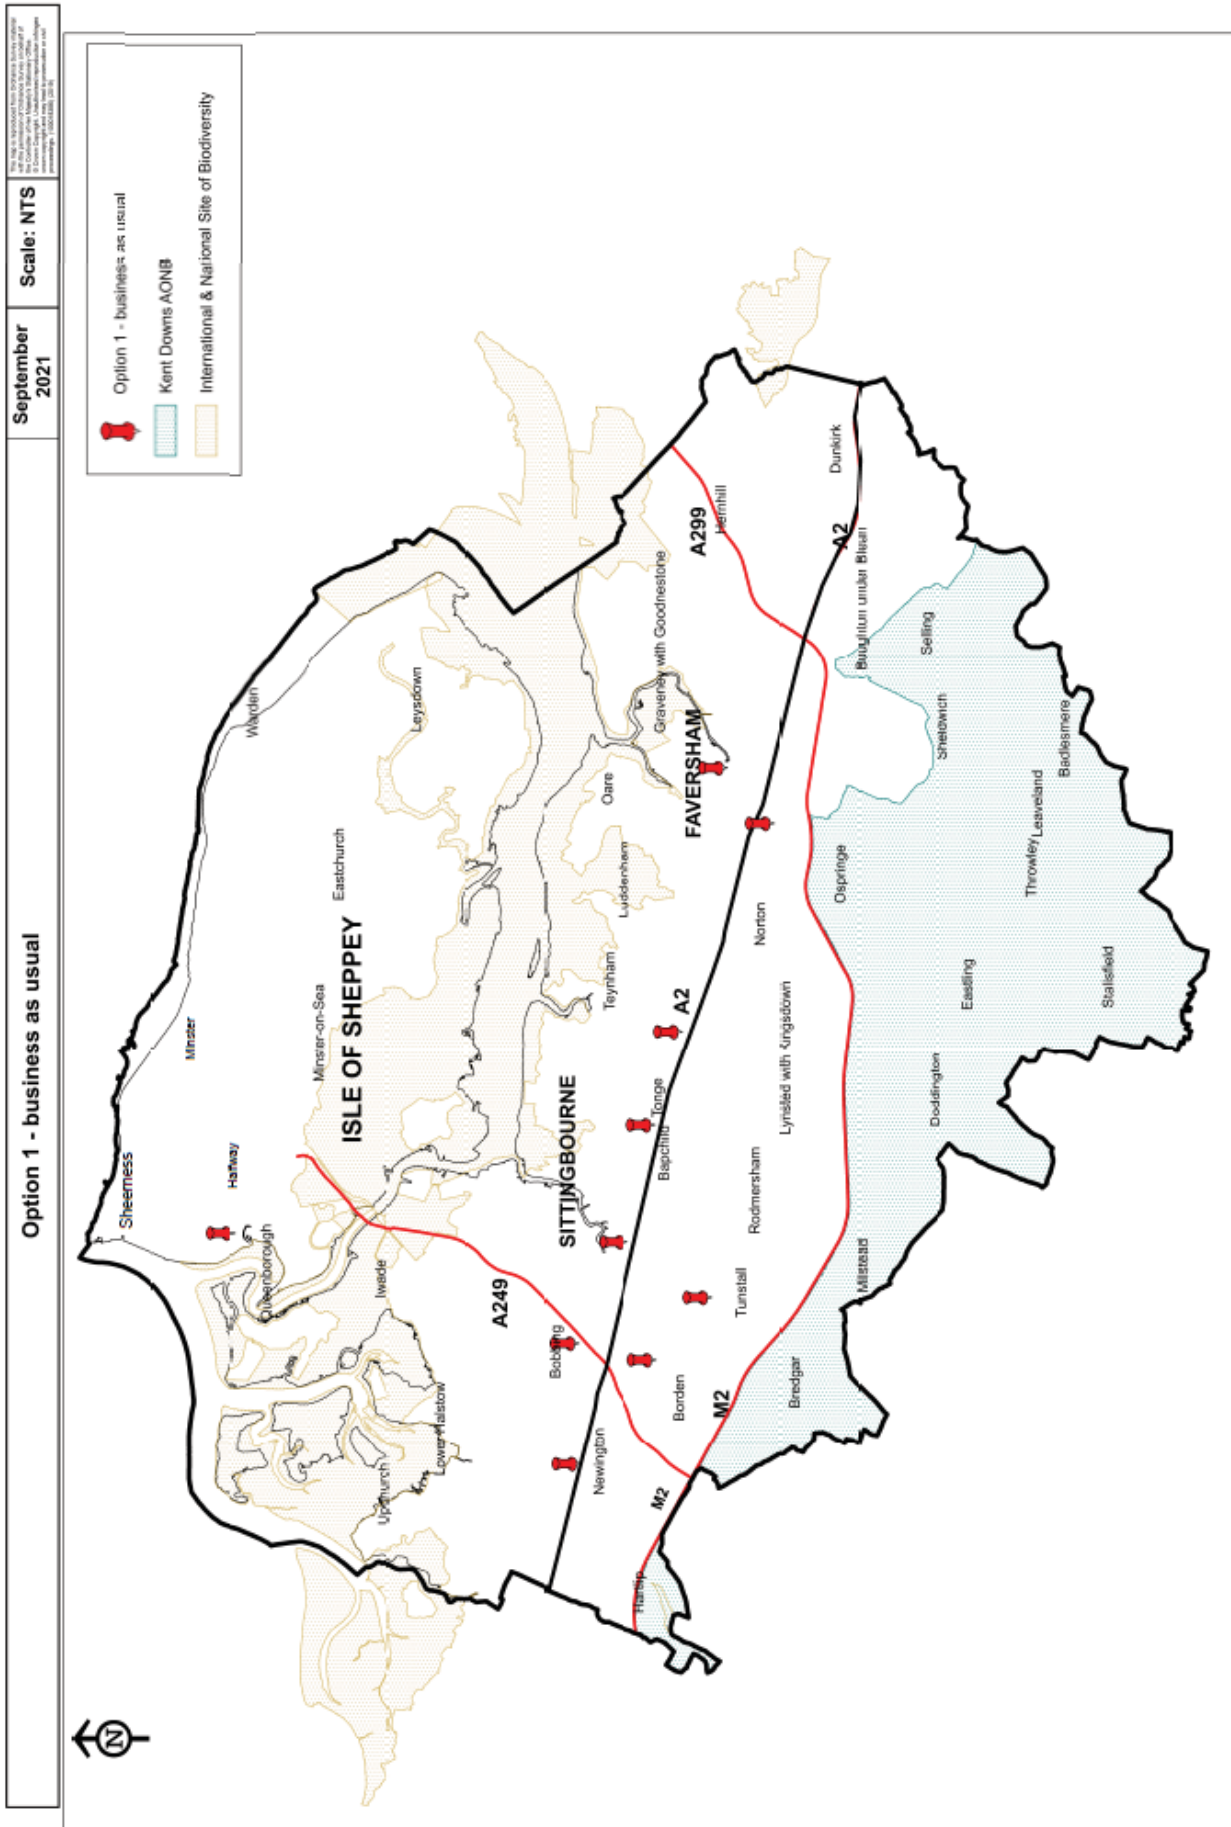 Option 1 - business as usual
September
2021
Scale: NTS
Option 1 - business as usual
Kent Downs AONB
International & National Site of Biodiversity
N
Sheerness
Minster
Halfway
Queenborough
Minster-on-Sea
ISLE OF SHEPPEY
Eastchurch
Warden
Leysdown
Iwade
Upchurch
Lower Halstow
A249
Bobbing
SITTINGBOURNE
Newington
Teynham
Luddenham
Oare
Graveney with Goodnestone
FAVERSHAM
A299
Hernhill
Hartlip
M2
Borden
Bapchild
Tonge
A2
M2
Tunstall
Rodmersham
Lynsted with Kingsdown
Norton
A2
Dunkirk
Boughton under Blean
Bredgar
Milstead
Ospringe
Doddington
Eastling
Sheldwich
Selling
Throwley
Leaveland
Badlesmere
Stalisfield